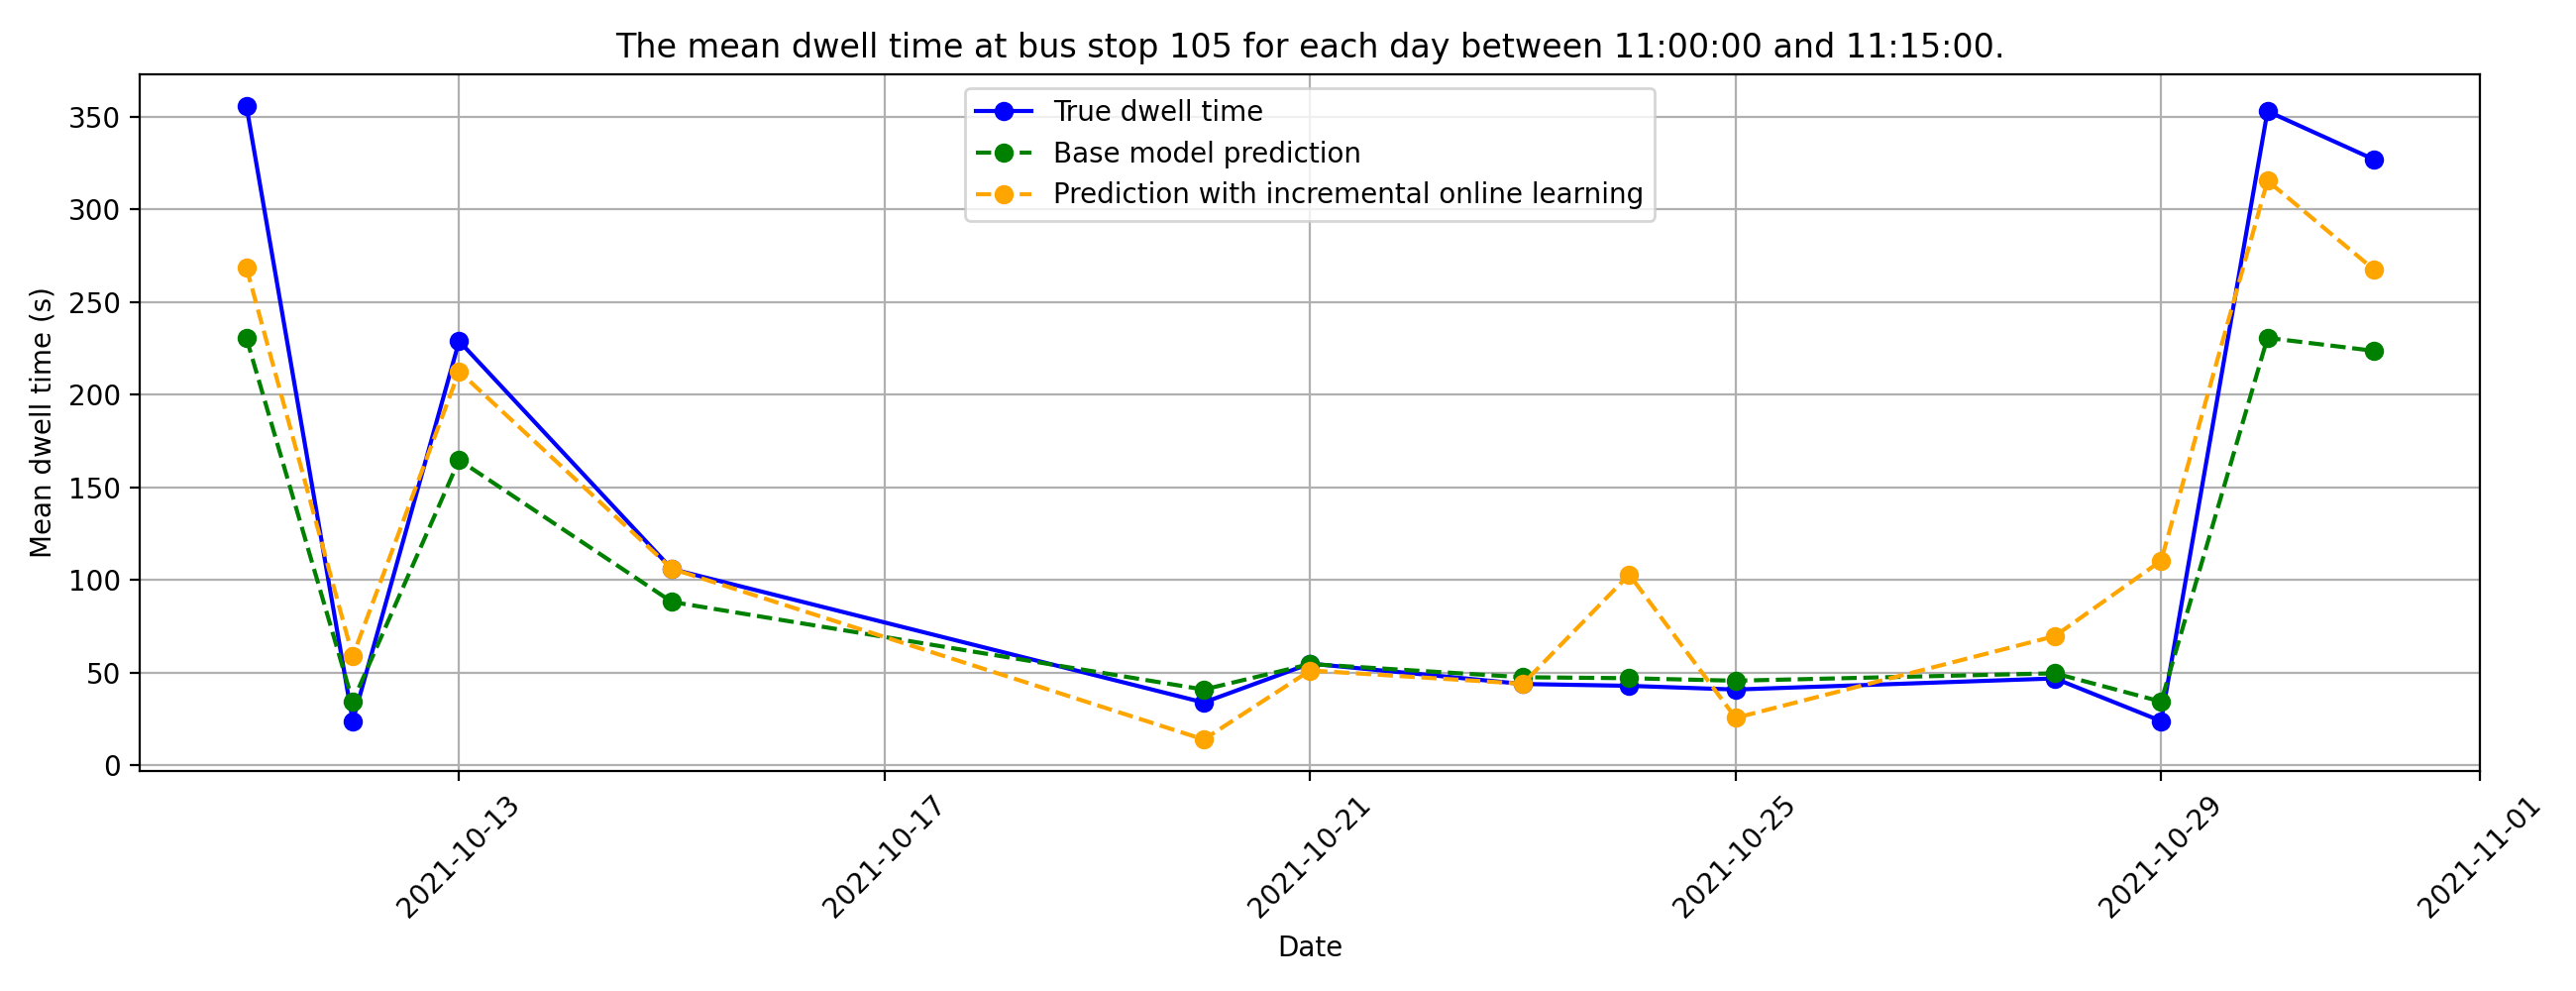 The mean dwell time at bus stop 105 for each day between 11:00:00 and 11:15:00.
True dwell time
Base model prediction
Prediction with incremental online learning
Mean dwell time (s)
350
300
250
200
150
100
50
0
2021-10-13
2021-10-17
2021-10-21
2021-10-25
2021-10-29
2021-11-01
Date